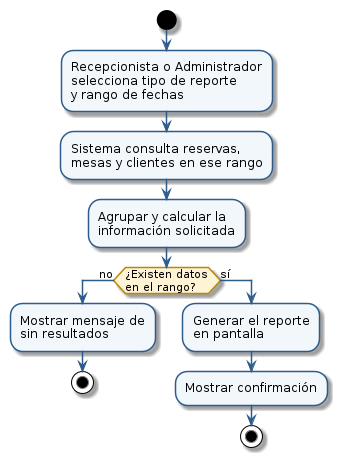 Recepcionista o Administrador
selecciona tipo de reporte
y rango de fechas
Sistema consulta reservas,
mesas y clientes en ese rango
Agrupar y calcular la
información solicitada
¿Existen datos
en el rango?
no
sí
Mostrar mensaje de
sin resultados
Generar el reporte
en pantalla
Mostrar confirmación